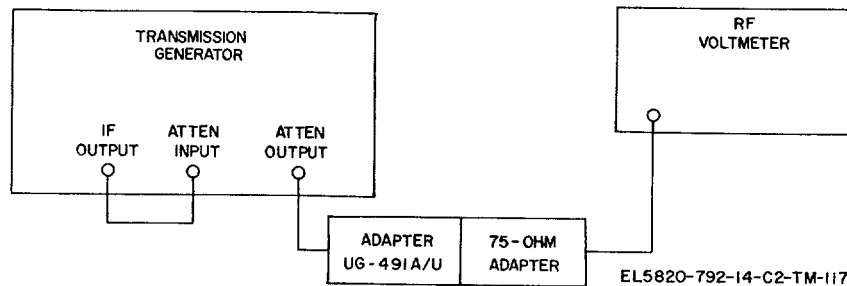 TRANSMISSION
GENERATOR
IF
OUTPUT
ATTEN
INPUT
ATTEN
OUTPUT
RF
VOLTMETER
ADAPTER
UG-491A/U
75-OHM
ADAPTER
EL5820-792-14-C2-TM-117